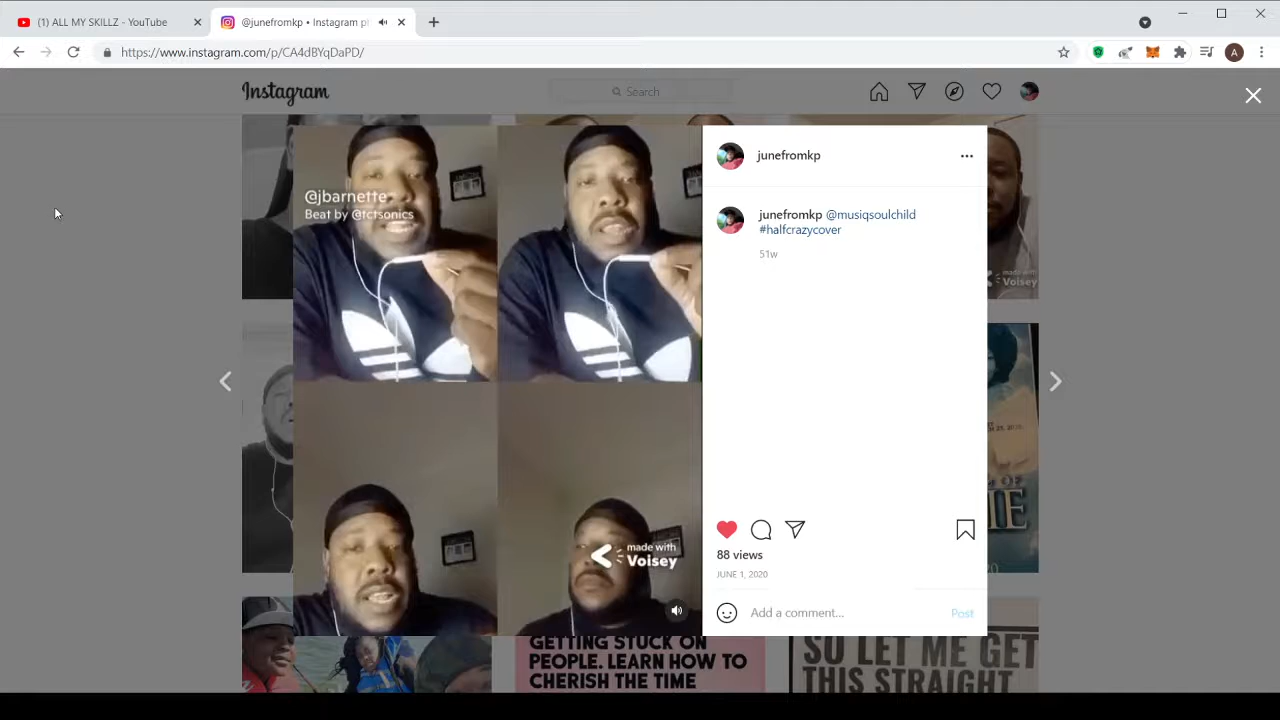 (1) ALL MY SKILLZ - YouTube
@junefromkp • Instagram ph
https://www.instagram.com/p/CA4dBYqDaPD/
A
Instagram
Search
@jbarnette
Beat by @tctsonics
junefromkp
junefromkp @musiqsoulchild
#halfcrazycover
51w
made with
Voisey
made with
Voisey
88 views
JUNE 1, 2020
Add a comment...
Post
GETTING STUCK ON
PEOPLE. LEARN HOW TO
CHERISH THE TIME
SO LET ME GET
THIS STRAIGHT